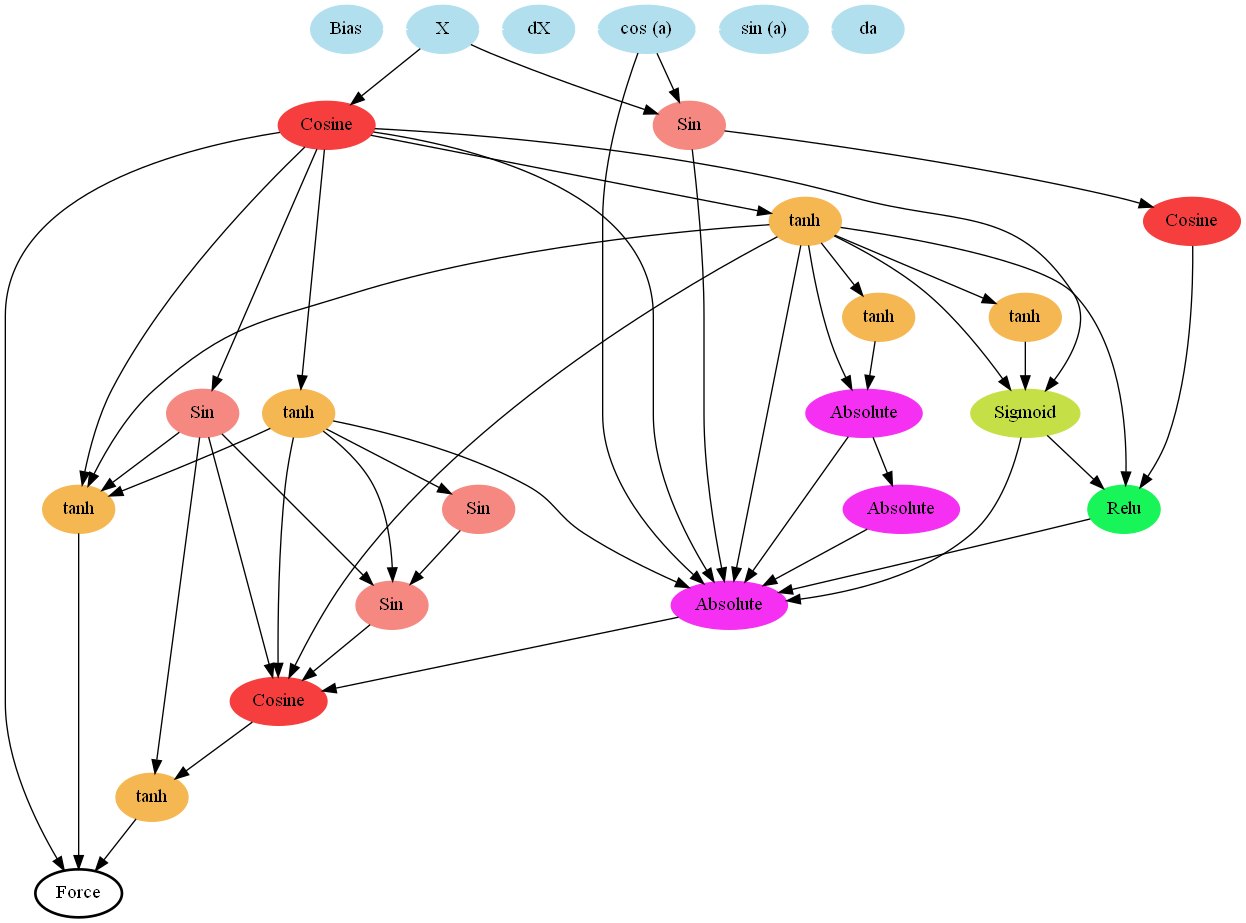 Bias
X
dX
cos (a)
sin (a)
da
Cosine
Sin
tanh
Cosine
tanh
tanh
Sin
tanh
Absolute
Sigmoid
tanh
Sin
Absolute
Relu
Sin
Absolute
Cosine
tanh
Force